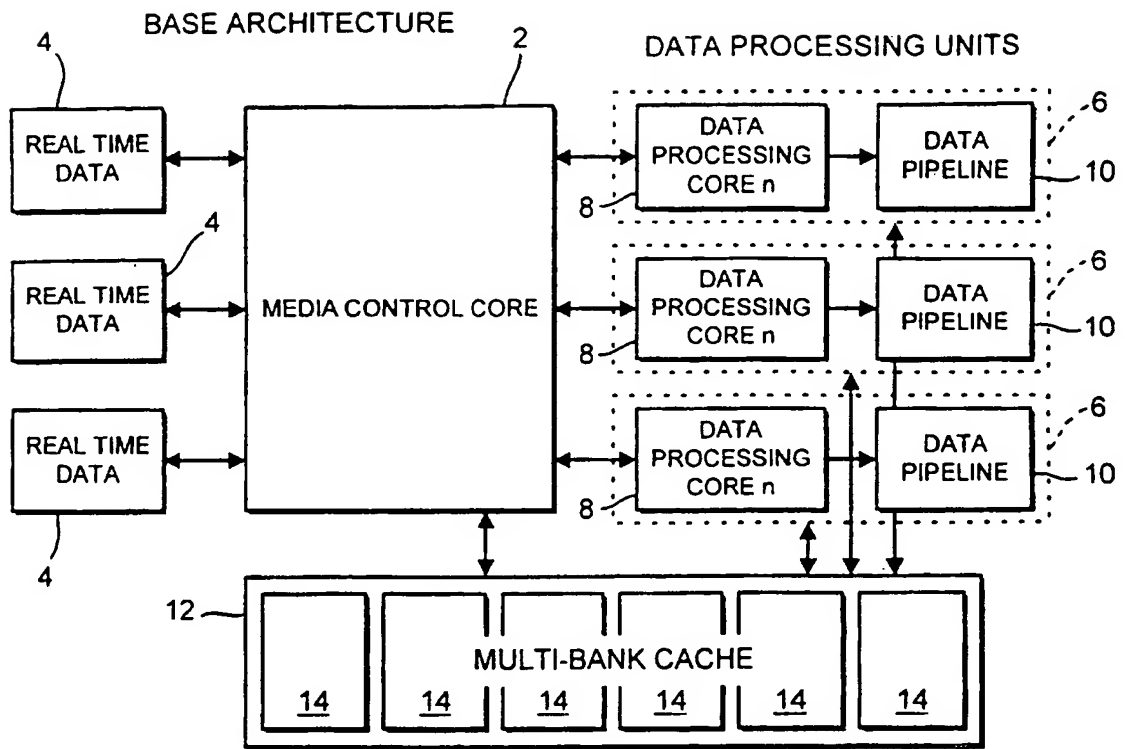 BASE ARCHITECTURE
DATA PROCESSING UNITS
4
2
REAL TIME
DATA
DATA
PROCESSING
CORE n
8
DATA
PIPELINE
6
10
4
REAL TIME
DATA
MEDIA CONTROL CORE
DATA
PROCESSING
CORE n
8
DATA
PIPELINE
6
10
REAL TIME
DATA
4
DATA
PROCESSING
CORE n
8
DATA
PIPELINE
6
10
12
MULTI-BANK CACHE
14 14 14 14 14 14